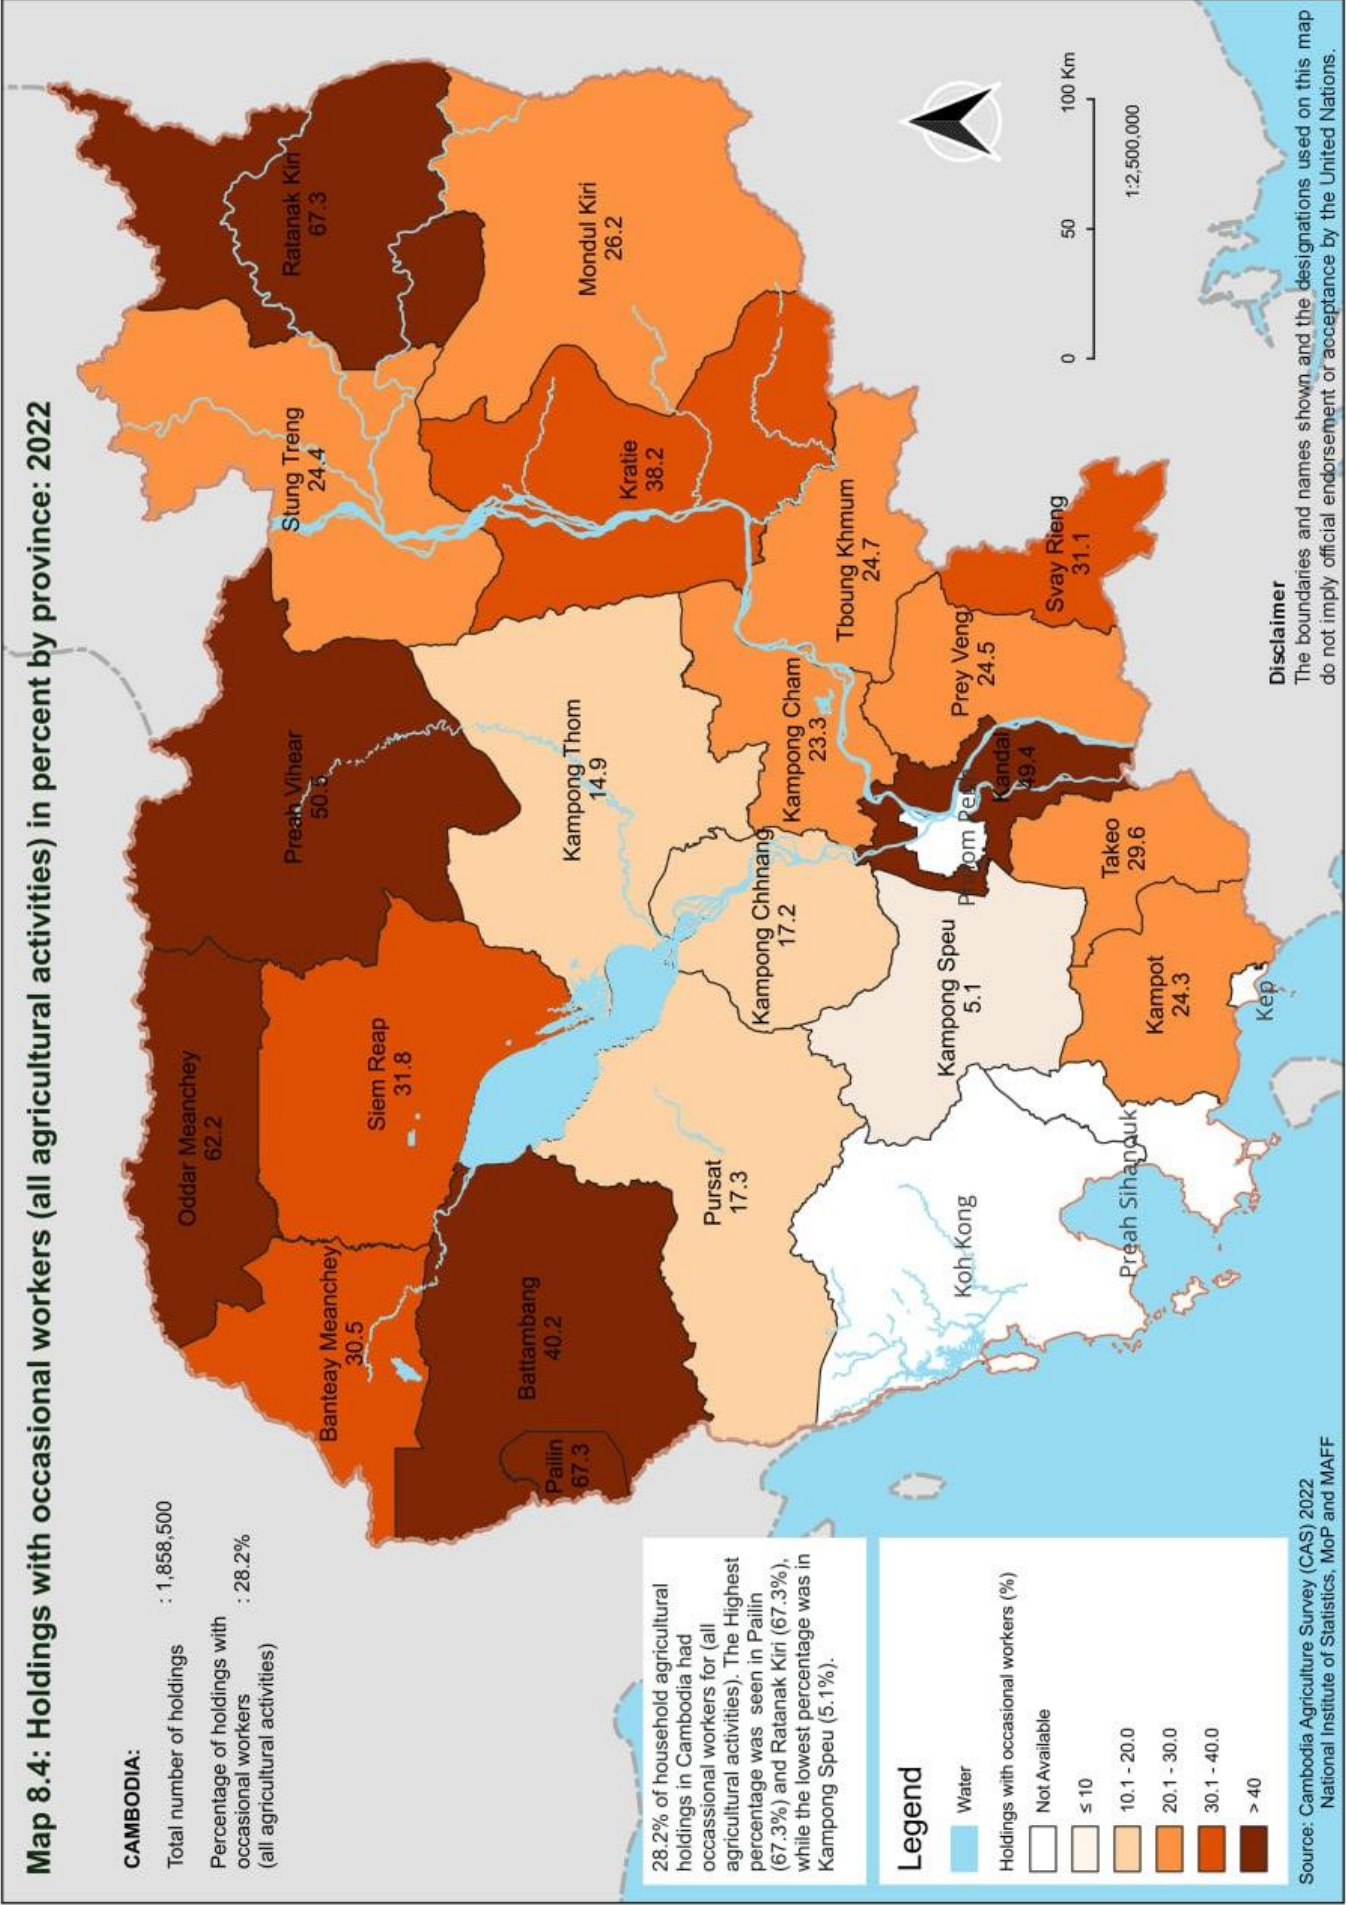 Map 8.4: Holdings with occasional workers (all agricultural activities) in percent by province: 2022
CAMBODIA:
Total number of holdings : 1,858,500
Percentage of holdings with
occasional workers : 28.2%
(all agricultural activities)
Oddar Meanchey
62.2
Preah Vihear
50.5
Stung Treng
24.4
Ratanak Kiri
67.3
Banteay Meanchey
30.5
Siem Reap
31.8
Battambang
40.2
Pailin
67.3
Kampong Thom
14.9
Kratie
38.2
Mondul Kiri
26.2
Pursat
17.3
Kampong Chhnang
17.2
Kampong Cham
23.3
Tboung Khmum
24.7
Kampong Speu
5.1
Phnom Penh
Kandal
49.4
Prey Veng
24.5
Svay Rieng
31.1
Koh Kong
Preah Sihanouk
Kampot
24.3
Takeo
29.6
Kep
28.2% of household agricultural
holdings in Cambodia had
occasional workers for (all
agricultural activities). The Highest
percentage was seen in Pailin
(67.3%) and Ratanak Kiri (67.3%),
while the lowest percentage was in
Kampong Speu (5.1%).
Legend
Water
Holdings with occasional workers (%)
Not Available
≤ 10
10.1 - 20.0
20.1 - 30.0
30.1 - 40.0
> 40
0 50 100 Km
1:2,500,000
Source: Cambodia Agriculture Survey (CAS) 2022
National Institute of Statistics, MoP and MAFF
Disclaimer
The boundaries and names shown and the designations used on this map
do not imply official endorsement or acceptance by the United Nations.